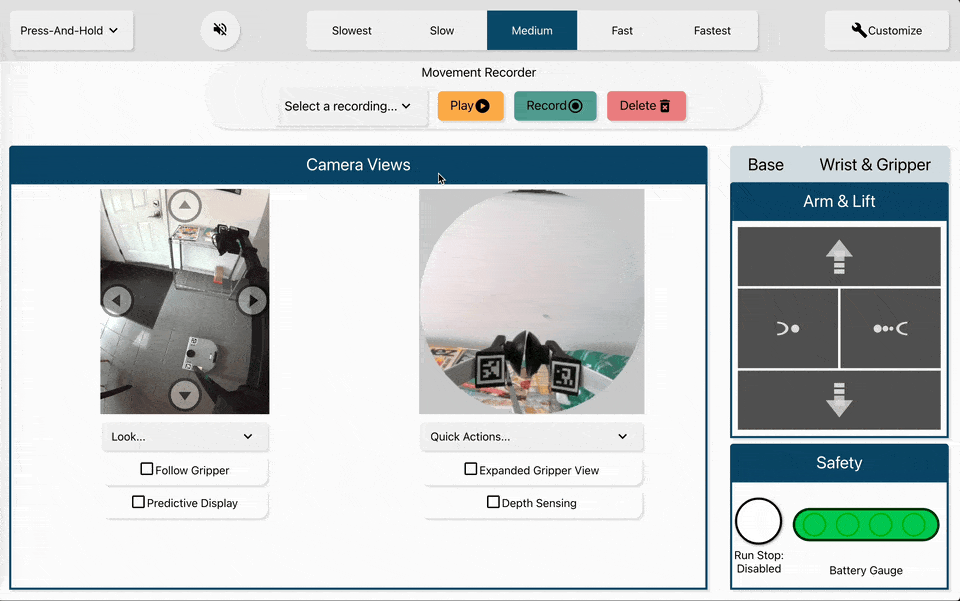 Press-And-Hold
Slowest
Slow
Medium
Fast
Fastest
Customize
Movement Recorder
Select a recording...
Play
Record
Delete
Camera Views
Base
Wrist & Gripper
Arm & Lift
Look...
Quick Actions...
Follow Gripper
Expanded Gripper View
Predictive Display
Depth Sensing
Safety
Run Stop:
Disabled
Battery Gauge